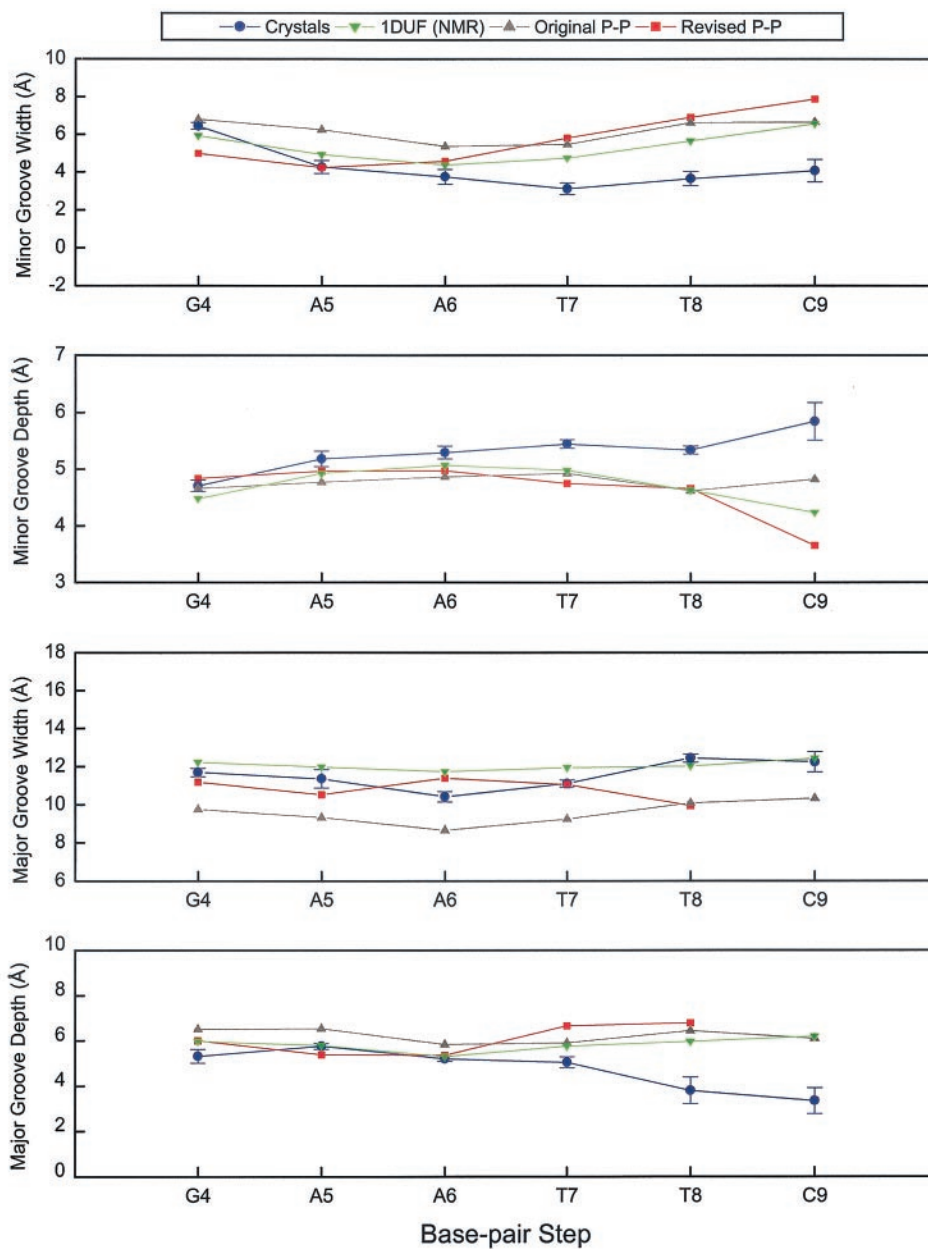 Crystals 1DUF (NMR) Original P-P Revised P-P
Minor Groove Width (Å)
10
8
6
4
2
0
-2
G4 A5 A6 T7 T8 C9
Minor Groove Depth (Å)
7
6
5
4
3
G4 A5 A6 T7 T8 C9
Major Groove Width (Å)
18
16
14
12
10
8
6
G4 A5 A6 T7 T8 C9
Major Groove Depth (Å)
10
8
6
4
2
0
G4 A5 A6 T7 T8 C9
Base-pair Step